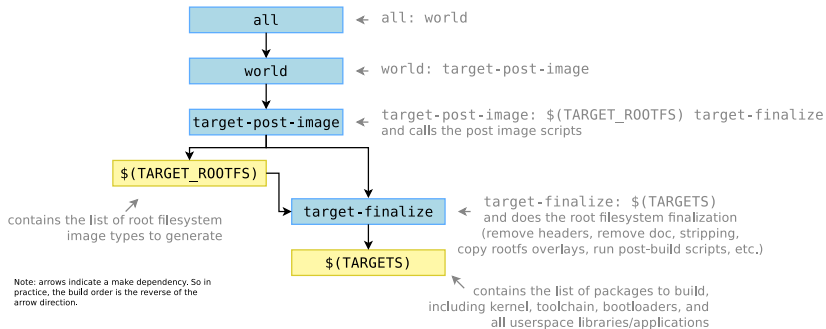 all
all: world
world
world: target-post-image
target-post-image
target-post-image: $(TARGET_ROOTFS) target-finalize
and calls the post image scripts
$(TARGET_ROOTFS)
contains the list of root filesystem
image types to generate
target-finalize
target-finalize: $(TARGETS)
and does the root filesystem finalization
(remove headers, remove doc, stripping,
copy rootfs overlays, run post-build scripts, etc.)
$(TARGETS)
contains the list of packages to build,
including kernel, toolchain, bootloaders, and
all userspace libraries/applications
Note: arrows indicate a make dependency. So in
practice, the build order is the reverse of the
arrow direction.